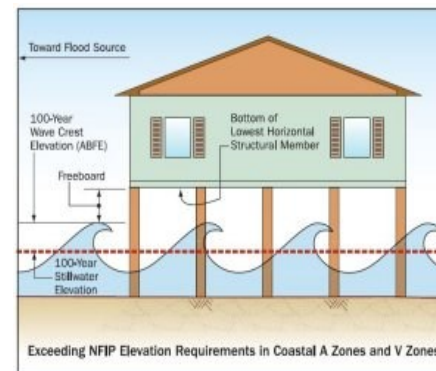 Toward Flood Source
100-Year
Wave Crest
Elevation (ABFE)
Bottom of
Lowest Horizontal
Structural Member
Freeboard
100-Year
Stillwater
Elevation
Exceeding NFIP Elevation Requirements in Coastal A Zones and V Zones